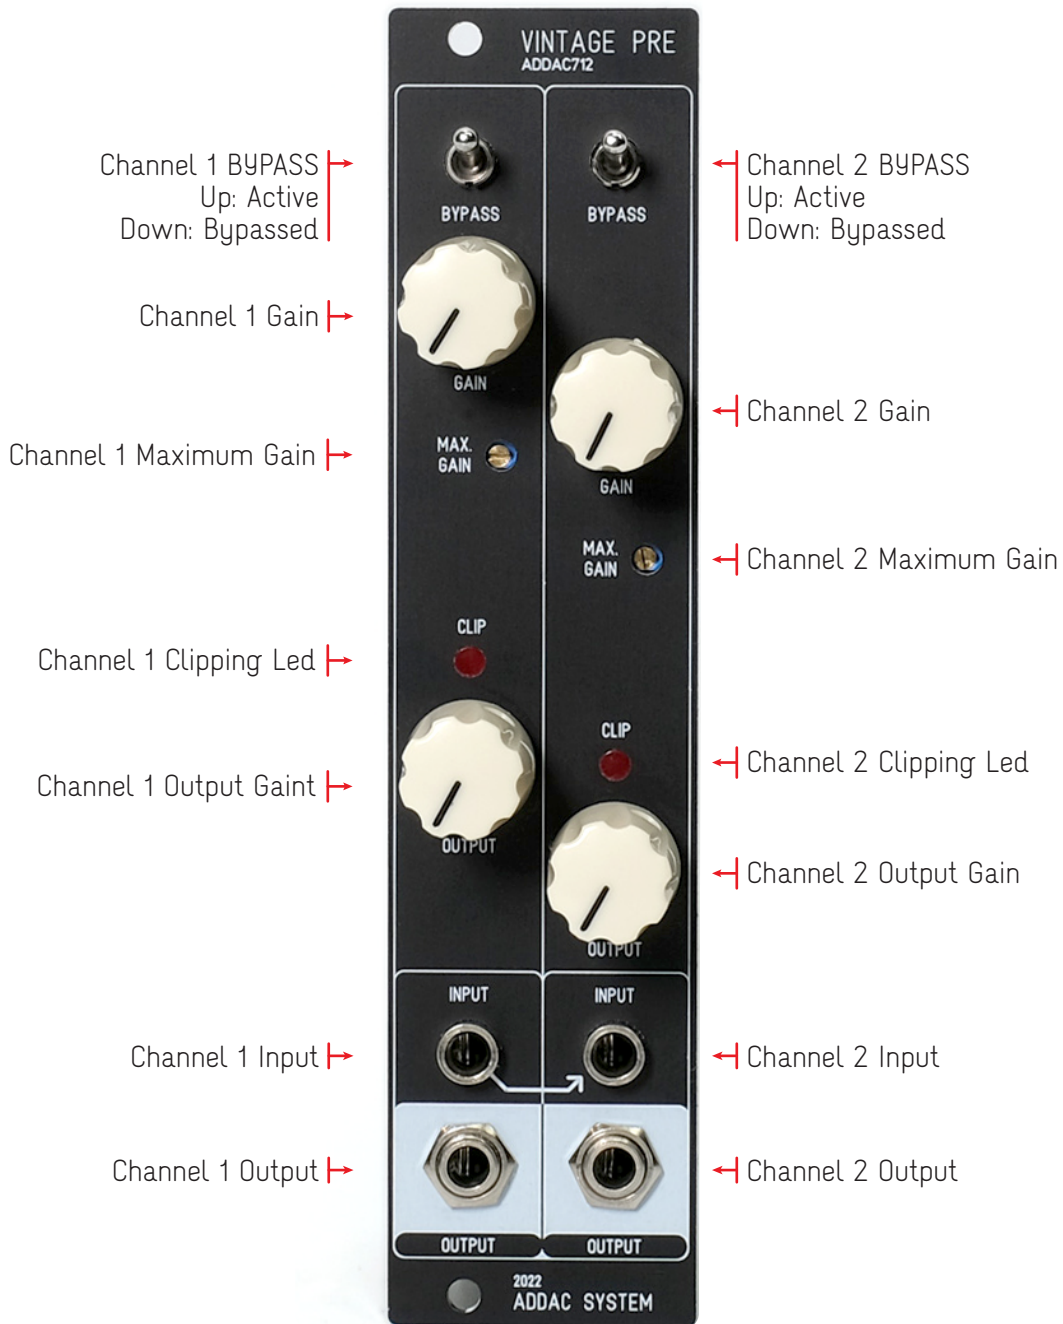 VINTAGE PRE
ADDAC712
Channel 1 BYPASS
Up: Active
Down: Bypassed
Channel 2 BYPASS
Up: Active
Down: Bypassed
BYPASS
BYPASS
Channel 1 Gain
GAIN
Channel 2 Gain
GAIN
Channel 1 Maximum Gain
MAX.
GAIN
MAX.
GAIN
Channel 2 Maximum Gain
CLIP
Channel 1 Clipping Led
CLIP
Channel 2 Clipping Led
Channel 1 Output Gaint
OUTPUT
Channel 2 Output Gain
OUTPUT
INPUT
INPUT
Channel 1 Input
Channel 2 Input
Channel 1 Output
Channel 2 Output
OUTPUT
OUTPUT
2022
ADDAC SYSTEM